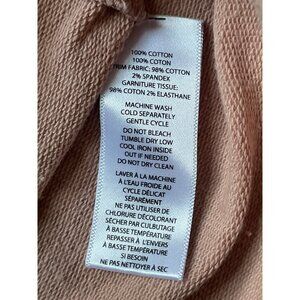 100% COTTON
100% COTON
TRIM FABRIC: 98% COTTON
2% SPANDEX
GARNITURE TISSUE:
98% COTON 2% ELASTHANE
MACHINE WASH
COLD SEPARATELY
GENTLE CYCLE
DO NOT BLEACH
TUMBLE DRY LOW
COOL IRON INSIDE
OUT IF NEEDED
DO NOT DRY CLEAN
LAVER À LA MACHINE
À L'EAU FROIDE AU
CYCLE DÉLICAT
SÉPARÉMENT
NE PAS UTILISER DE
CHLORURE DÉCOLORANT
SÉCHER PAR CULBUTAGE
À BASSE TEMPÉRATURE
REPASSER À L'ENVERS
À BASSE TEMPÉRATURE
SI BESOIN
NE PAS NETTOYER À SEC